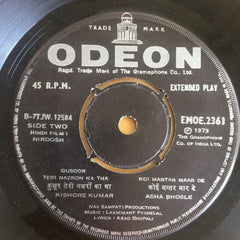 TRADE MARK
ODEON
Regd. Trade Mark of The Gramophone Co., Ltd.
45 R.P.M.
EXTENDED PLAY
B-7TJW.12584
SIDE TWO
HINDI FILM:
NIRDOSH
EMOE.2361
℗ 1973
THE GRAMOPHONE
CO. OF INDIA LTD.
QUSOOR
TERI NAZRON KA THA
कुसूर तेरी नज़रों का था
KISHORE KUMAR
KOI MANTAR MAAR DE
कोई मन्तर मार दे
ASHA BHOSLE
NAV SAMPATI PRODUCTIONS
MUSIC : LAXMIKANT PYARELAL
LYRICS : ASAD BHOPALI